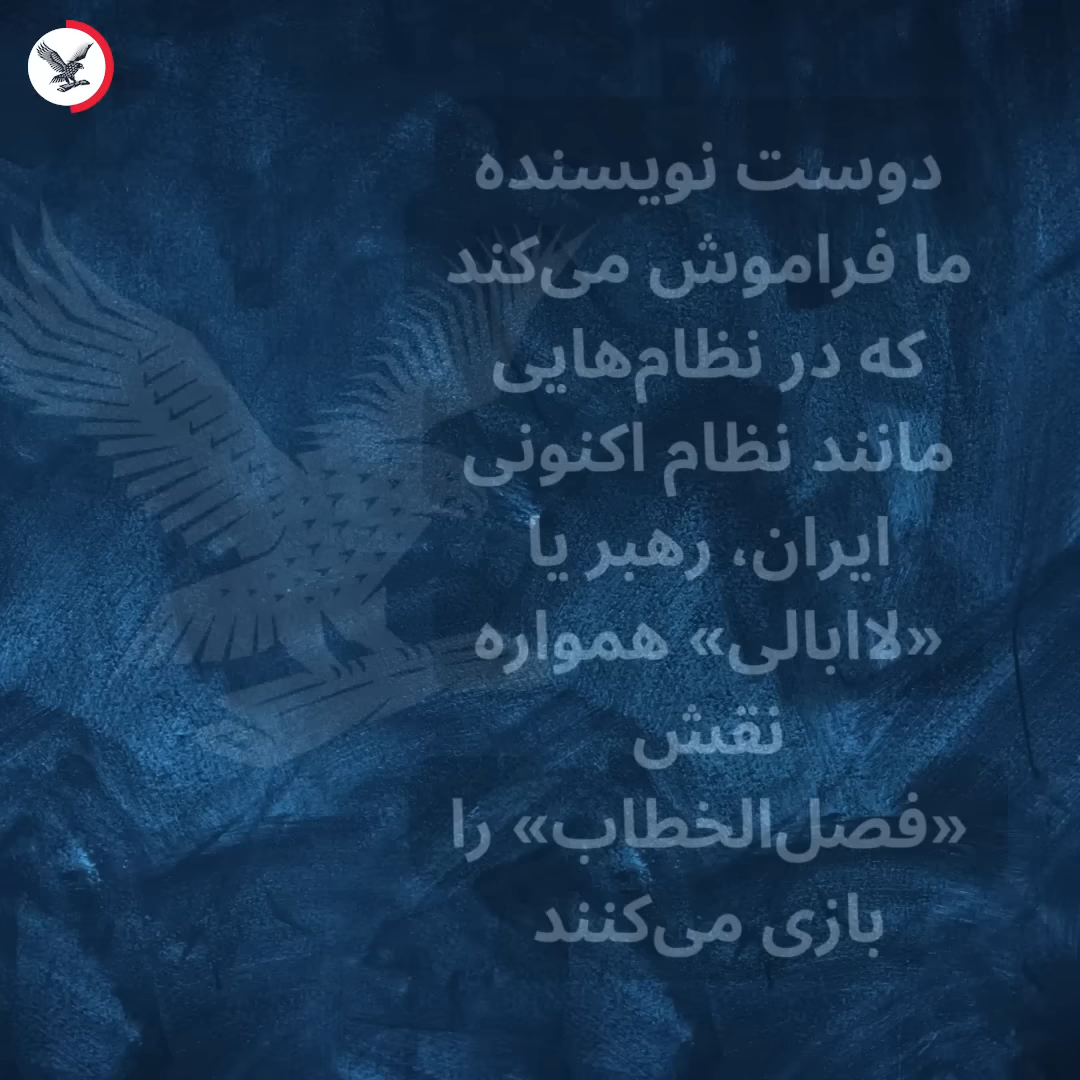 دوست نویسنده
ما فراموش می‌کند
که در نظام‌هایی
مانند نظام اکنونی
ایران، رهبر یا
«لاابالی» همواره
نقش
«فصل‌الخطاب» را
بازی می‌کنند